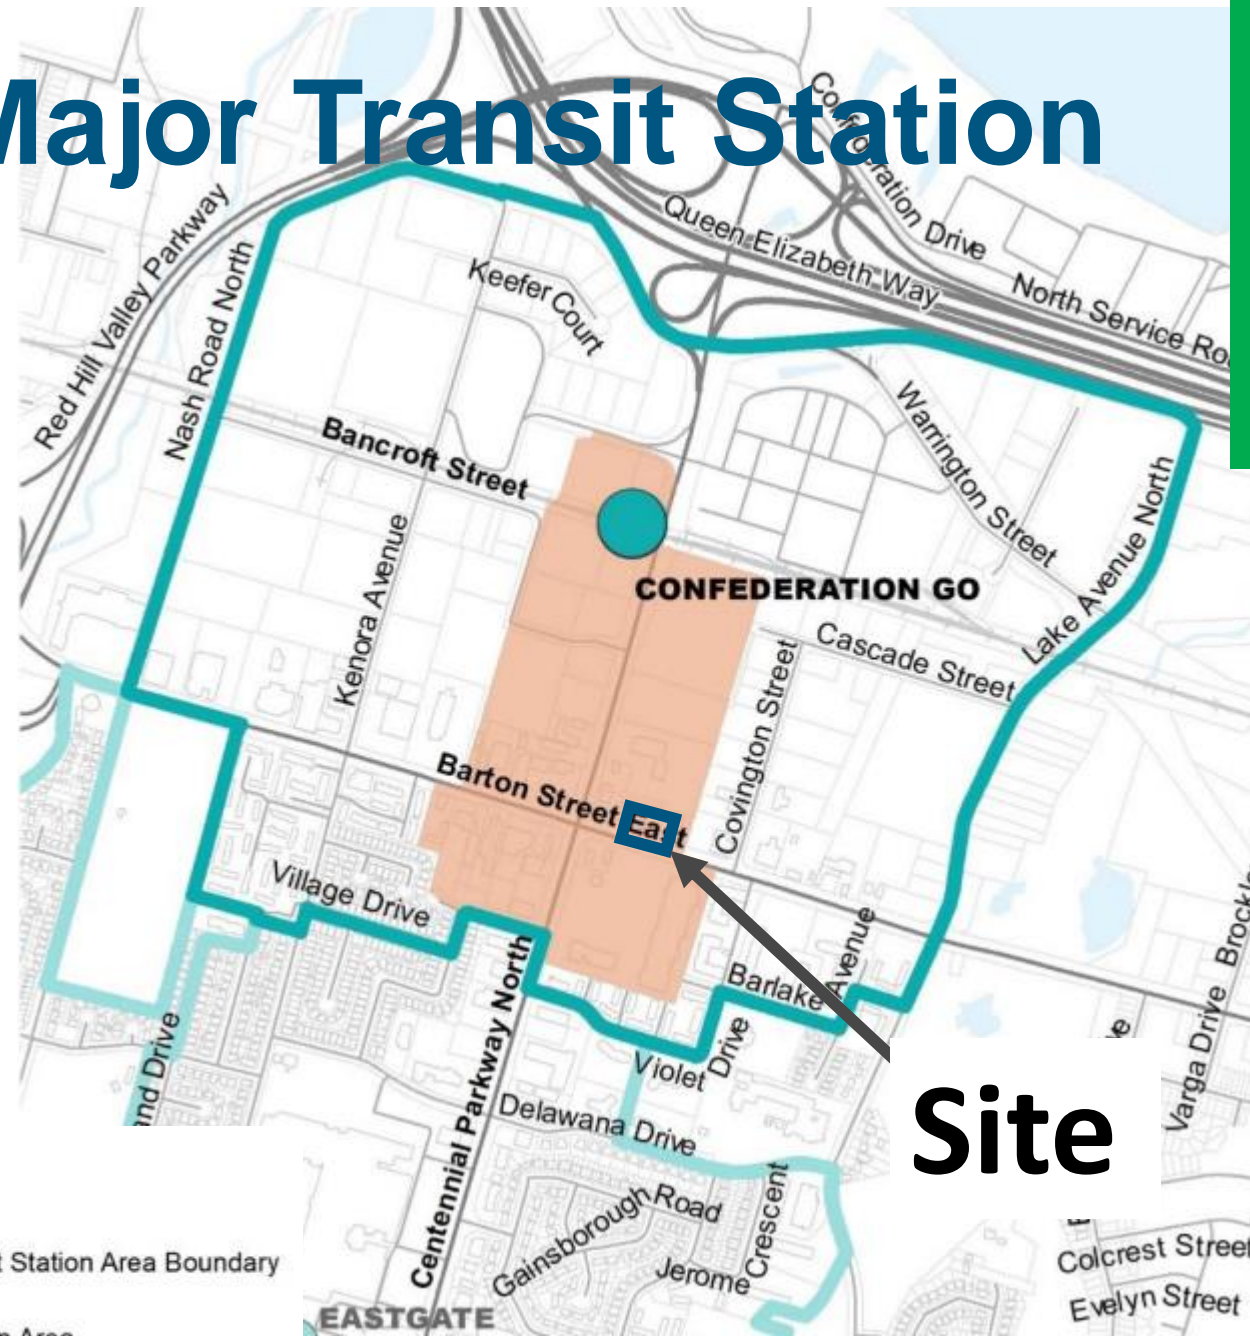 Major Transit Station
Confederation Drive
Queen Elizabeth Way
North Service
Red Hill Valley Parkway
Nash Road North
Keefer Court
Bancroft Street
Warrington Street
Lake Avenue North
Kenora Avenue
CONFEDERATION GO
Cascade Street
Covington Street
Barton Street East
Village Drive
Barlake Avenue
Centennial Parkway North
Violet Drive
Varga Drive
Delawana Drive
Site
Gainsborough Road
Jerome Crescent
Colcrest Street
Evelyn Street
Drive
Station Area Boundary
EASTGATE
Area